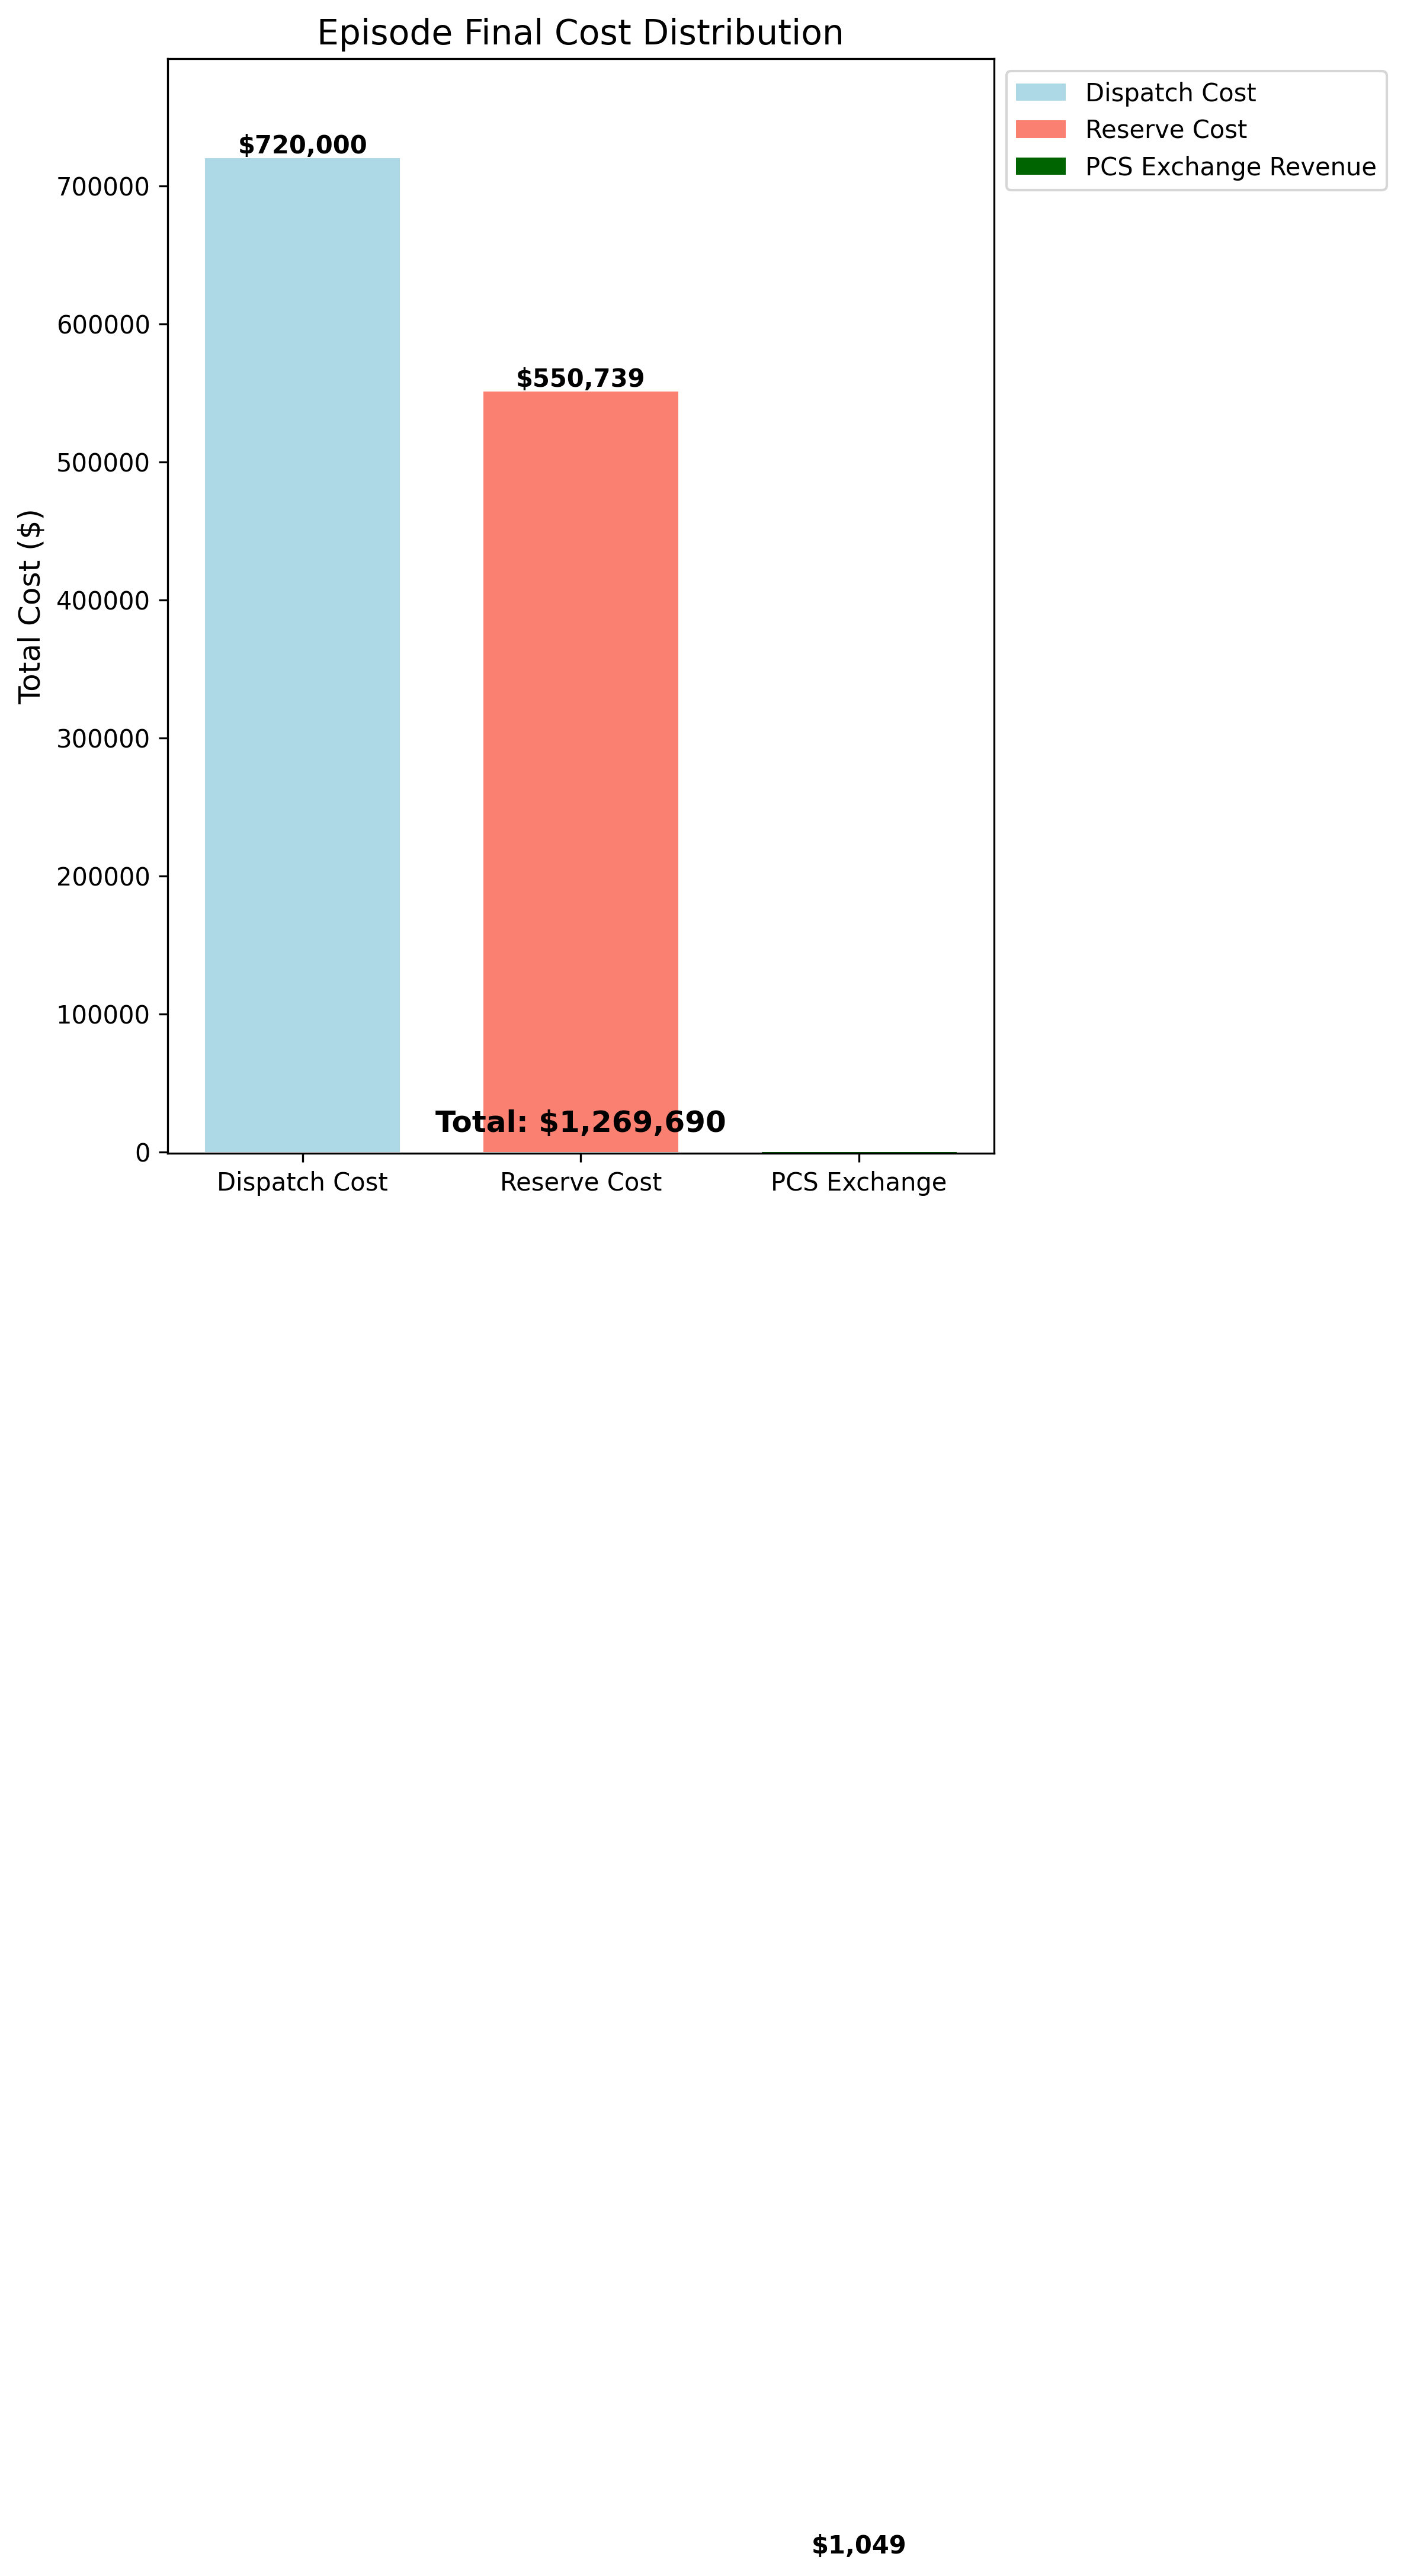 Episode Final Cost Distribution
Dispatch Cost
Reserve Cost
PCS Exchange Revenue
Total Cost ($)
700000
600000
500000
400000
300000
200000
100000
0
$720,000
$550,739
Total: $1,269,690
Dispatch Cost
Reserve Cost
PCS Exchange
$1,049